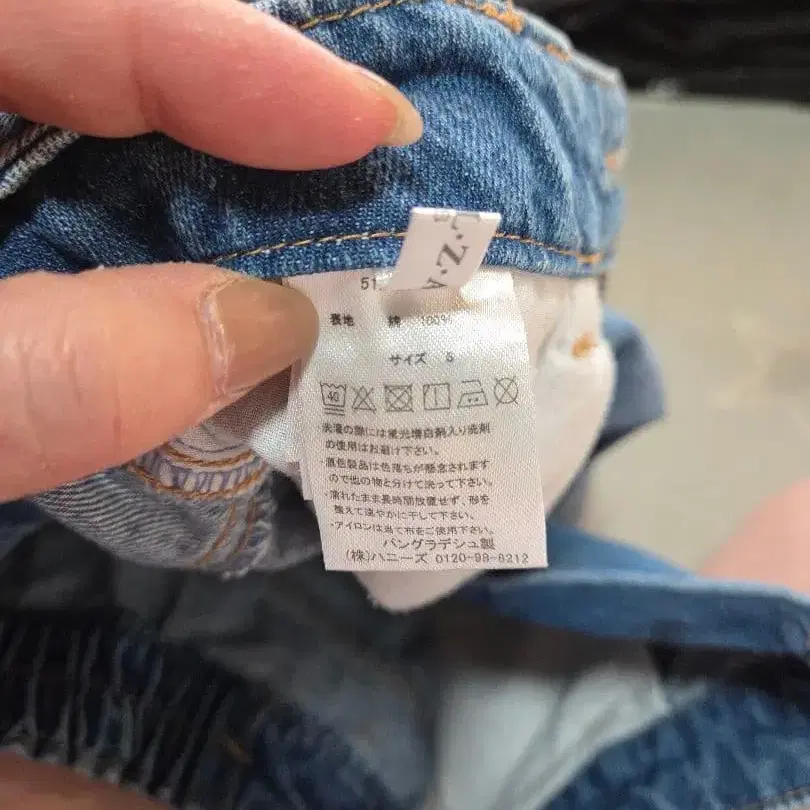 L·Z·A
51
表地 綿 100%
サイズ S
40
洗濯の際には蛍光増白剤入り洗剤
の使用はお避け下さい。
・直色製品は色落ちが懸念されます
ので他の物と分けて洗って下さい。
・濡れたまま長時間放置せず、形を
整えて速やかに干して下さい。
・アイロンは当て布をご使用下さい。
バングラデシュ製
(株)ハニーズ 0120-98-8212